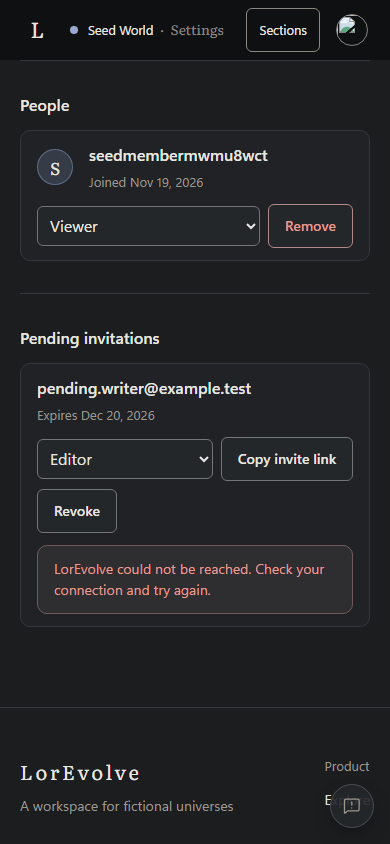 L Seed World · Settings Sections
People
S seedmembermwmu8wct
Joined Nov 19, 2026
Viewer Remove
Pending invitations
pending.writer@example.test
Expires Dec 20, 2026
Editor Copy invite link
Revoke
LorEvolve could not be reached. Check your
connection and try again.
LorEvolve Product
A workspace for fictional universes